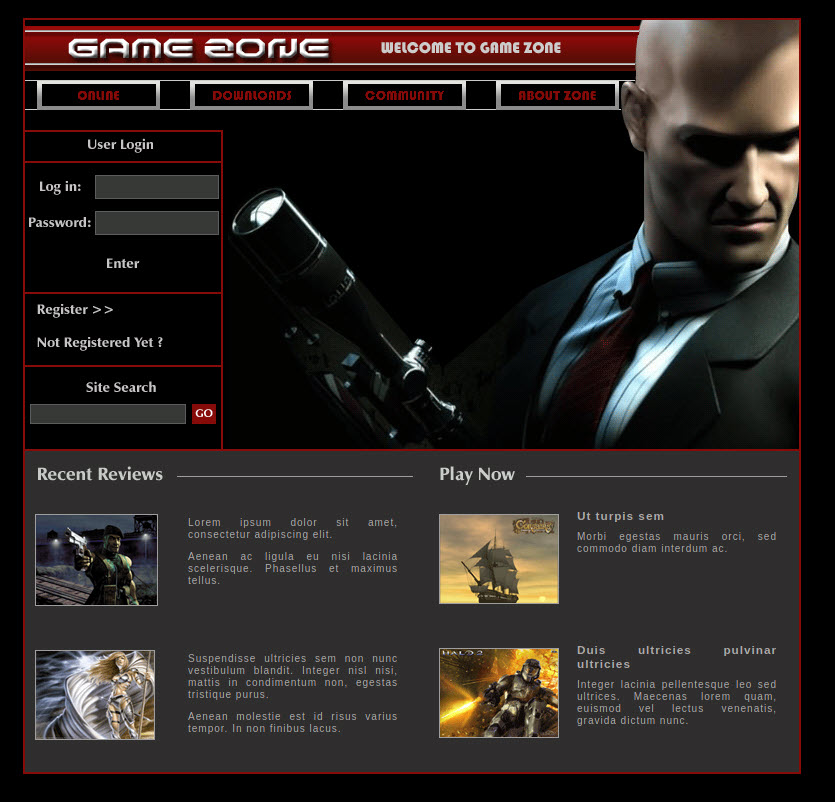 GAME ZONE
WELCOME TO GAME ZONE
ONLINE
DOWNLONDS
COMMUNITY
ABOUT ZONE
User Login
Log in:
Password:
Enter
Register >>
Not Registered Yet ?
Site Search
GO
Recent Reviews
Lorem ipsum dolor sit amet,
consectetur adipiscing elit.
Aenean ac ligula eu nisi lacinia
scelerisque. Phasellus et maximus
tellus.
Suspendisse ultricies sem non nunc
vestibulum blandit. Integer nisl nisi,
mattis in condimentum non, egestas
tristique purus.
Aenean molestie est id risus varius
tempor. In non finibus lacus.
Play Now
Ut turpis sem
Morbi egestas mauris orci, sed
commodo diam interdum ac.
HALO 2
Duis ultricies pulvinar
ultricies
Integer lacinia pellentesque leo sed
ultrices. Maecenas lorem quam,
euismod vel lectus venenatis,
gravida dictum nunc.